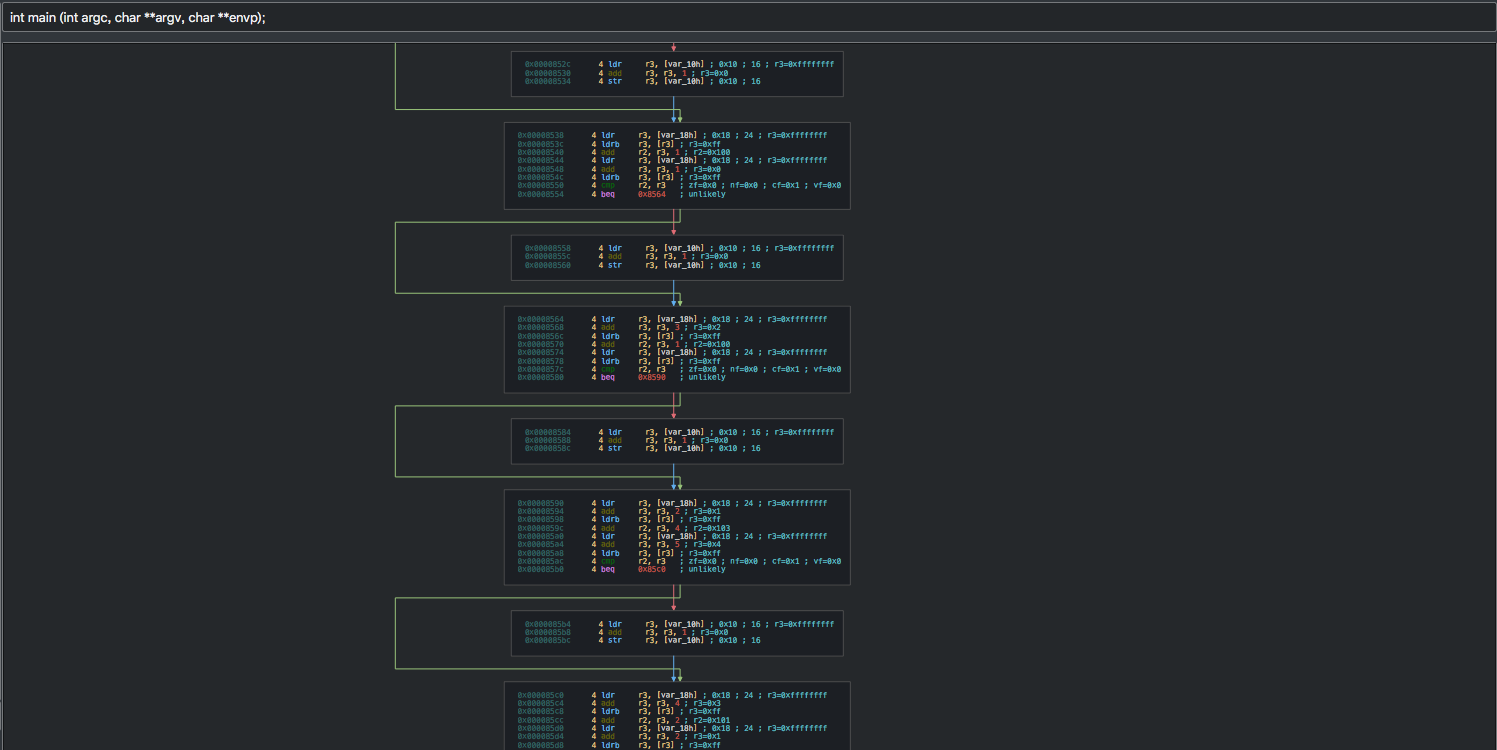 int main (int argc, char **argv, char **envp);
0x0000852c 4 ldr r3, [var_10h] ; 0x10 ; 16 ; r3=0xffffffff
0x00008530 4 add r3, r3, 1 ; r3=0x0
0x00008534 4 str r3, [var_10h] ; 0x10 ; 16
0x00008538 4 ldr r3, [var_18h] ; 0x18 ; 24 ; r3=0xffffffff
0x0000853c 4 ldrb r3, [r3] ; r3=0xff
0x00008540 4 add r2, r3, 1 ; r2=0x100
0x00008544 4 ldr r3, [var_18h] ; 0x18 ; 24 ; r3=0xffffffff
0x00008548 4 add r3, r3, 1 ; r3=0x0
0x0000854c 4 ldrb r3, [r3] ; r3=0xff
0x00008550 4 cmp r2, r3 ; zf=0x0 ; nf=0x0 ; cf=0x1 ; vf=0x0
0x00008554 4 beq 0x8564 ; unlikely
0x00008558 4 ldr r3, [var_10h] ; 0x10 ; 16 ; r3=0xffffffff
0x0000855c 4 add r3, r3, 1 ; r3=0x0
0x00008560 4 str r3, [var_10h] ; 0x10 ; 16
0x00008564 4 ldr r3, [var_18h] ; 0x18 ; 24 ; r3=0xffffffff
0x00008568 4 add r3, r3, 3 ; r3=0x2
0x0000856c 4 ldrb r3, [r3] ; r3=0xff
0x00008570 4 add r2, r3, 1 ; r2=0x100
0x00008574 4 ldr r3, [var_18h] ; 0x18 ; 24 ; r3=0xffffffff
0x00008578 4 ldrb r3, [r3] ; r3=0xff
0x0000857c 4 cmp r2, r3 ; zf=0x0 ; nf=0x0 ; cf=0x1 ; vf=0x0
0x00008580 4 beq 0x8590 ; unlikely
0x00008584 4 ldr r3, [var_10h] ; 0x10 ; 16 ; r3=0xffffffff
0x00008588 4 add r3, r3, 1 ; r3=0x0
0x0000858c 4 str r3, [var_10h] ; 0x10 ; 16
0x00008590 4 ldr r3, [var_18h] ; 0x18 ; 24 ; r3=0xffffffff
0x00008594 4 add r3, r3, 2 ; r3=0x1
0x00008598 4 ldrb r3, [r3] ; r3=0xff
0x0000859c 4 add r2, r3, 4 ; r2=0x103
0x000085a0 4 ldr r3, [var_18h] ; 0x18 ; 24 ; r3=0xffffffff
0x000085a4 4 add r3, r3, 5 ; r3=0x4
0x000085a8 4 ldrb r3, [r3] ; r3=0xff
0x000085ac 4 cmp r2, r3 ; zf=0x0 ; nf=0x0 ; cf=0x1 ; vf=0x0
0x000085b0 4 beq 0x85c0 ; unlikely
0x000085b4 4 ldr r3, [var_10h] ; 0x10 ; 16 ; r3=0xffffffff
0x000085b8 4 add r3, r3, 1 ; r3=0x0
0x000085bc 4 str r3, [var_10h] ; 0x10 ; 16
0x000085c0 4 ldr r3, [var_18h] ; 0x18 ; 24 ; r3=0xffffffff
0x000085c4 4 add r3, r3, 4 ; r3=0x3
0x000085c8 4 ldrb r3, [r3] ; r3=0xff
0x000085cc 4 add r2, r3, 2 ; r2=0x101
0x000085d0 4 ldr r3, [var_18h] ; 0x18 ; 24 ; r3=0xffffffff
0x000085d4 4 add r3, r3, 2 ; r3=0x1
0x000085d8 4 ldrb r3, [r3] ; r3=0xff